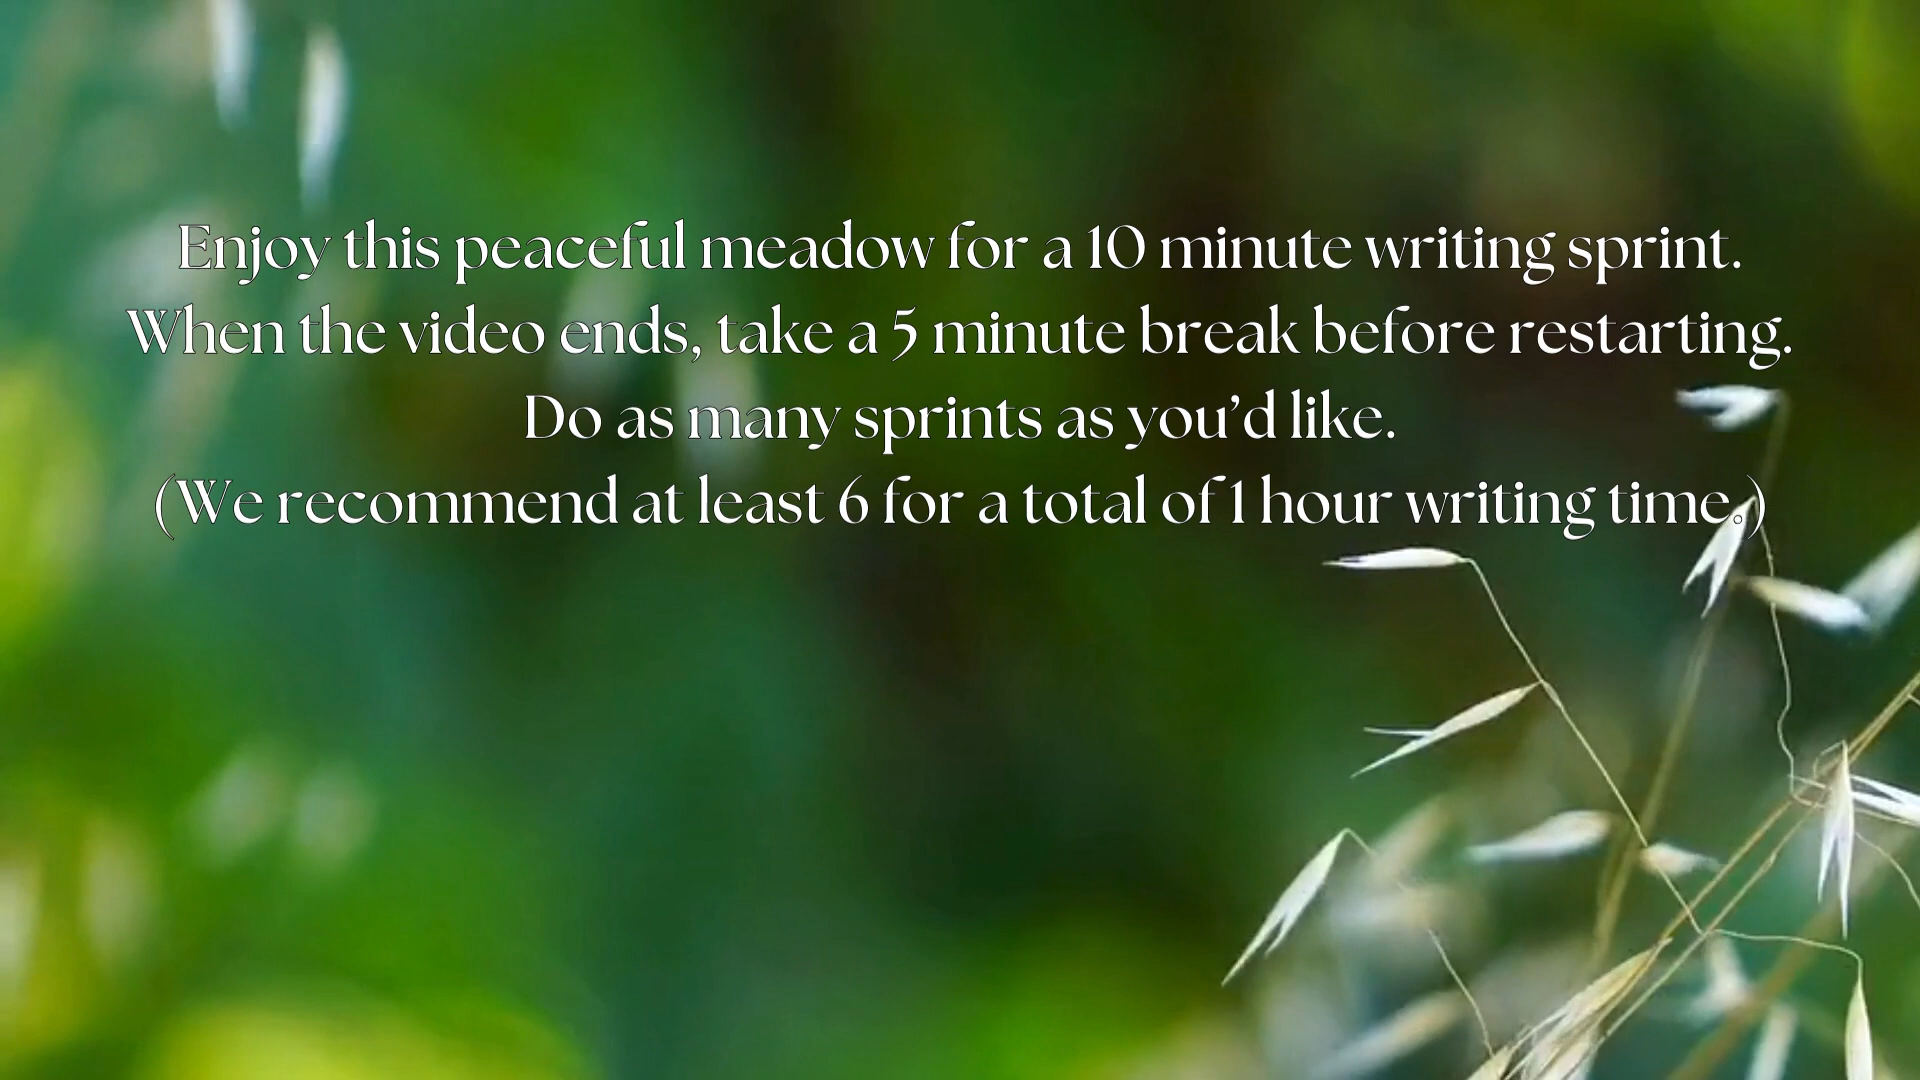 Enjoy this peaceful meadow for a 10 minute writing sprint.
When the video ends, take a 5 minute break before restarting.
Do as many sprints as you’d like.
(We recommend at least 6 for a total of 1 hour writing time.)